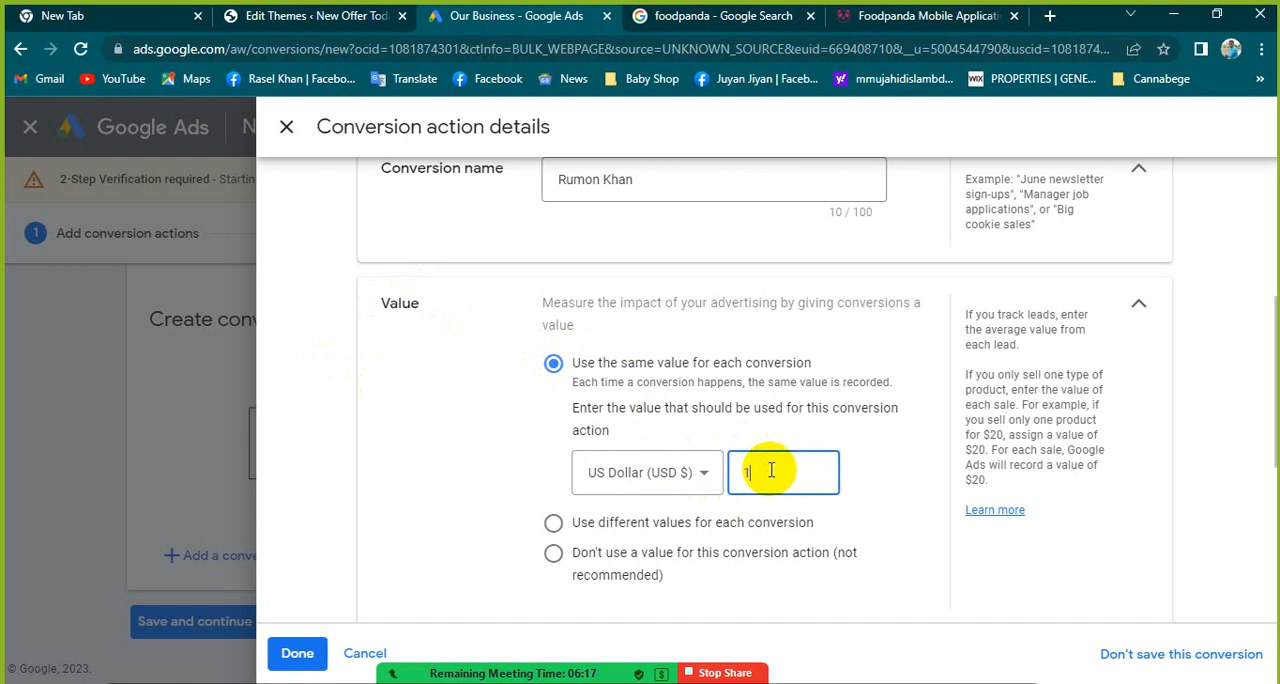 New Tab
Edit Themes ‹ New Offer Toda
Our Business - Google Ads
foodpanda - Google Search
Foodpanda Mobile Applicati
ads.google.com/aw/conversions/new?ocid=1081874301&ctInfo=BULK_WEBPAGE&source=UNKNOWN_SOURCE&euid=669408710&__u=5004544790&uscid=1081874...
Gmail
YouTube
Maps
Rasel Khan | Faceboo...
Translate
Facebook
News
Baby Shop
Juyan Jiyan | Faceb...
mmujahidislambd...
WIX
PROPERTIES | GENE...
Cannabege
»
Google Ads
N
Conversion action details
2-Step Verification required - Startin
1
Add conversion actions
Create conv
+ Add a conve
Save and continue
© Google, 2023.
Conversion name
Rumon Khan
10 / 100
Example: "June newsletter
sign-ups", "Manager job
applications", or "Big
cookie sales"
Value
Measure the impact of your advertising by giving conversions a
value
Use the same value for each conversion
Each time a conversion happens, the same value is recorded.
Enter the value that should be used for this conversion
action
US Dollar (USD $)
1
Use different values for each conversion
Don't use a value for this conversion action (not
recommended)
If you track leads, enter
the average value from
each lead.
If you only sell one type of
product, enter the value of
each sale. For example, if
you sell only one product
for $20, assign a value of
$20. For each sale, Google
Ads will record a value of
$20.
Learn more
Done
Cancel
Don't save this conversion
Remaining Meeting Time: 06:17
Stop Share